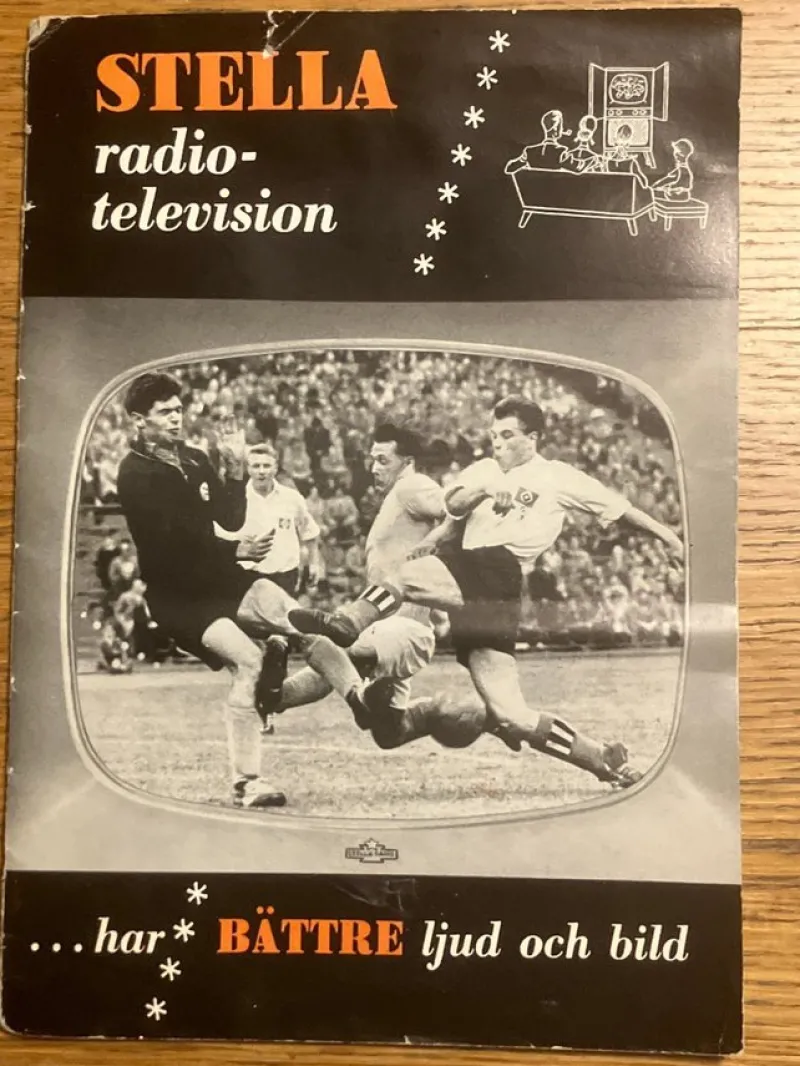 STELLA
radio-
television
...har BÄTTRE ljud och bild